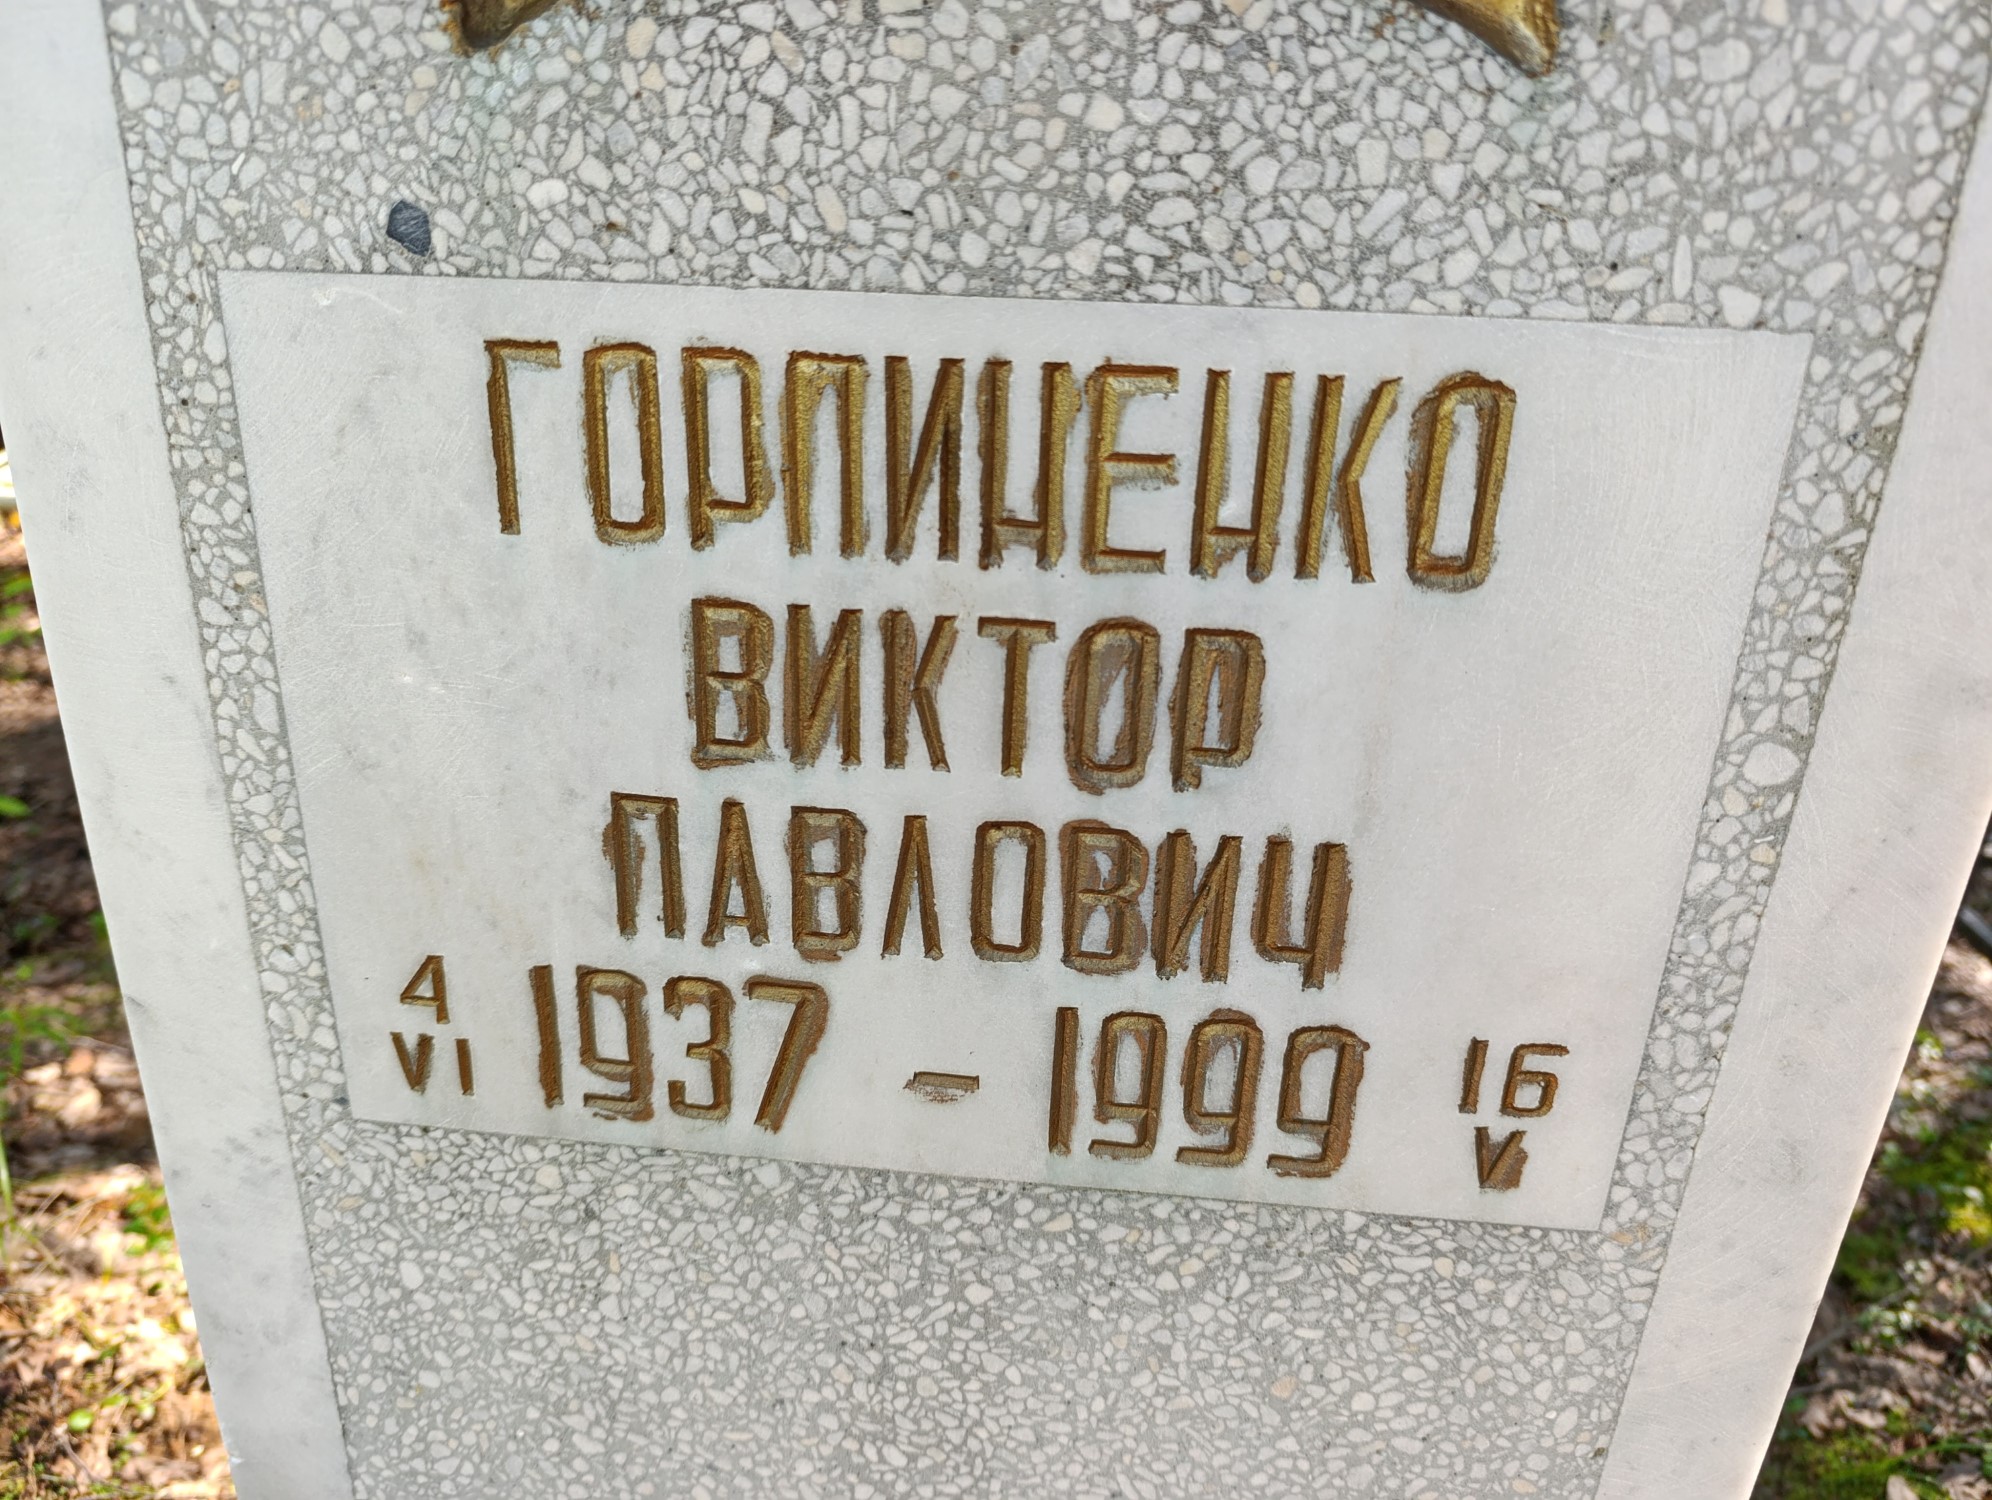 ГОРПИНЕНКО
ВИКТОР
ПАВЛОВИЧ
4 VI 1937 – 1999 16 V